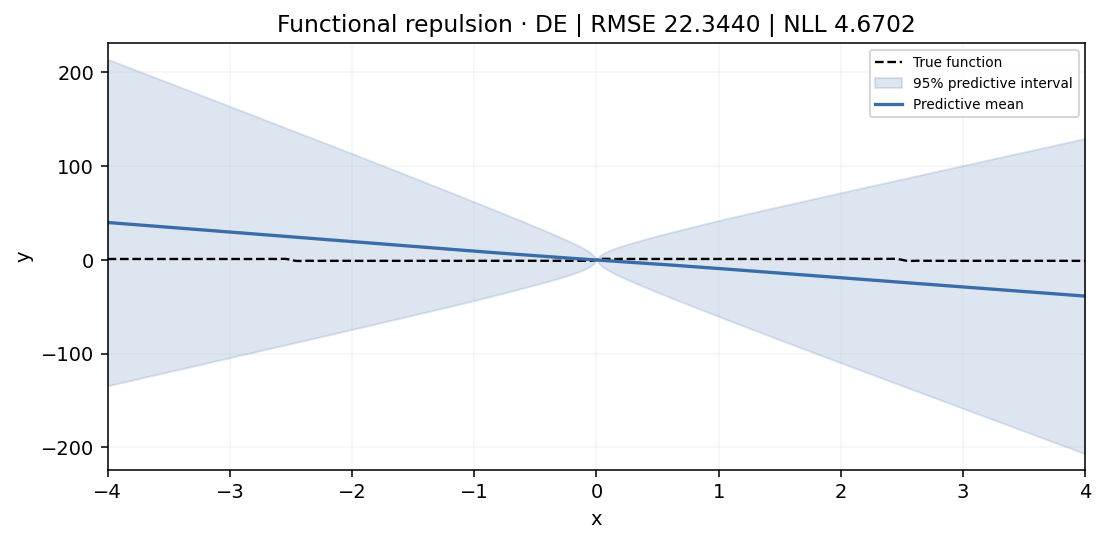 Functional repulsion · DE | RMSE 22.3440 | NLL 4.6702
True function
95% predictive interval
Predictive mean
200
100
0
−100
−200
y
−4
−3
−2
−1
0
1
2
3
4
x